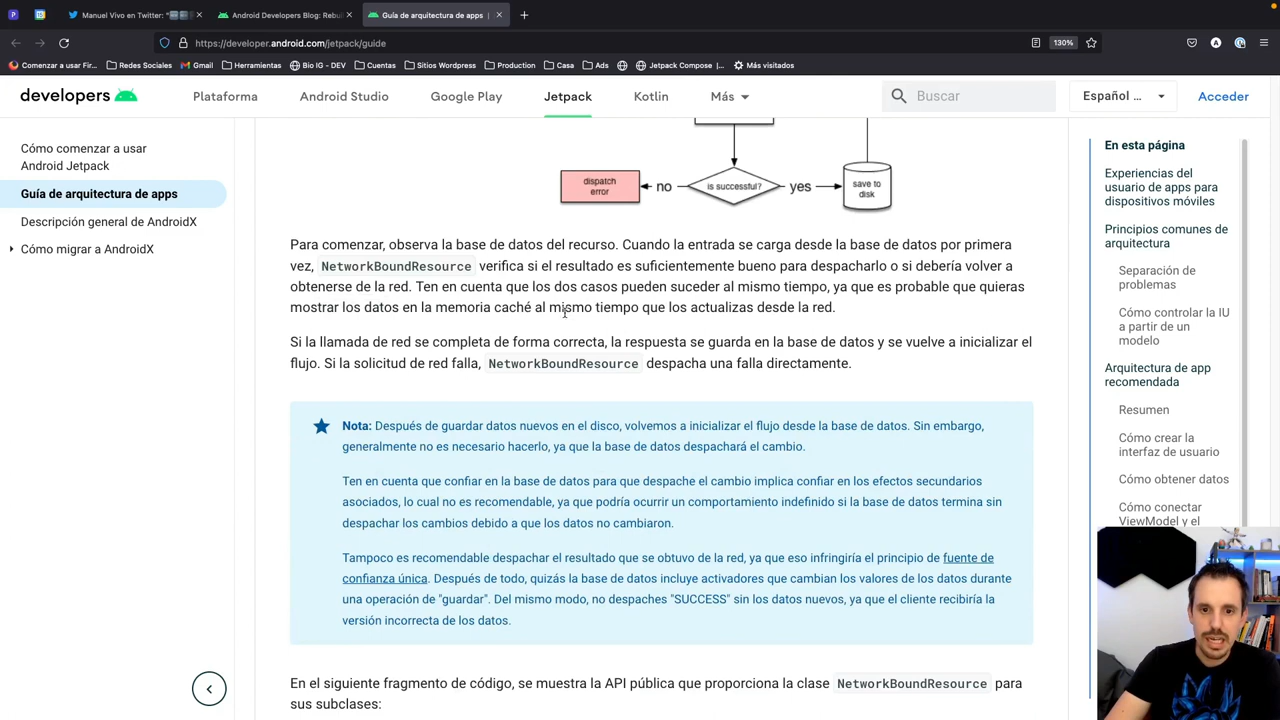 Manuel Vivo en Twitter: "
Android Developers Blog: Rebu
Guía de arquitectura de apps |
https://developer.android.com/jetpack/guide
130%
Comenzar a usar Fir...
Redes Sociales
Gmail
Herramientas
Bio IG - DEV
Cuentas
Sitios Wordpress
Production
Casa
Ads
Jetpack Compose |...
Más visitados
developers
Plataforma
Android Studio
Google Play
Jetpack
Kotlin
Más
Buscar
Español ...
Acceder
Cómo comenzar a usar
Android Jetpack
Guía de arquitectura de apps
Descripción general de AndroidX
Cómo migrar a AndroidX
dispatch
error
no
is successful?
yes
save to
disk
Para comenzar, observa la base de datos del recurso. Cuando la entrada se carga desde la base de datos por primera
vez, NetworkBoundResource verifica si el resultado es suficientemente bueno para despacharlo o si debería volver a
obtenerse de la red. Ten en cuenta que los dos casos pueden suceder al mismo tiempo, ya que es probable que quieras
mostrar los datos en la memoria caché al mismo tiempo que los actualizas desde la red.
Si la llamada de red se completa de forma correcta, la respuesta se guarda en la base de datos y se vuelve a inicializar el
flujo. Si la solicitud de red falla, NetworkBoundResource despacha una falla directamente.
Nota: Después de guardar datos nuevos en el disco, volvemos a inicializar el flujo desde la base de datos. Sin embargo,
generalmente no es necesario hacerlo, ya que la base de datos despachará el cambio.
Ten en cuenta que confiar en la base de datos para que despache el cambio implica confiar en los efectos secundarios
asociados, lo cual no es recomendable, ya que podría ocurrir un comportamiento indefinido si la base de datos termina sin
despachar los cambios debido a que los datos no cambiaron.
Tampoco es recomendable despachar el resultado que se obtuvo de la red, ya que eso infringiría el principio de fuente de
confianza única. Después de todo, quizás la base de datos incluye activadores que cambian los valores de los datos durante
una operación de "guardar". Del mismo modo, no despaches "SUCCESS" sin los datos nuevos, ya que el cliente recibiría la
versión incorrecta de los datos.
En el siguiente fragmento de código, se muestra la API pública que proporciona la clase NetworkBoundResource para
sus subclases:
En esta página
Experiencias del
usuario de apps para
dispositivos móviles
Principios comunes de
arquitectura
Separación de
problemas
Cómo controlar la IU
a partir de un
modelo
Arquitectura de app
recomendada
Resumen
Cómo crear la
interfaz de usuario
Cómo obtener datos
Cómo conectar
ViewModel y el